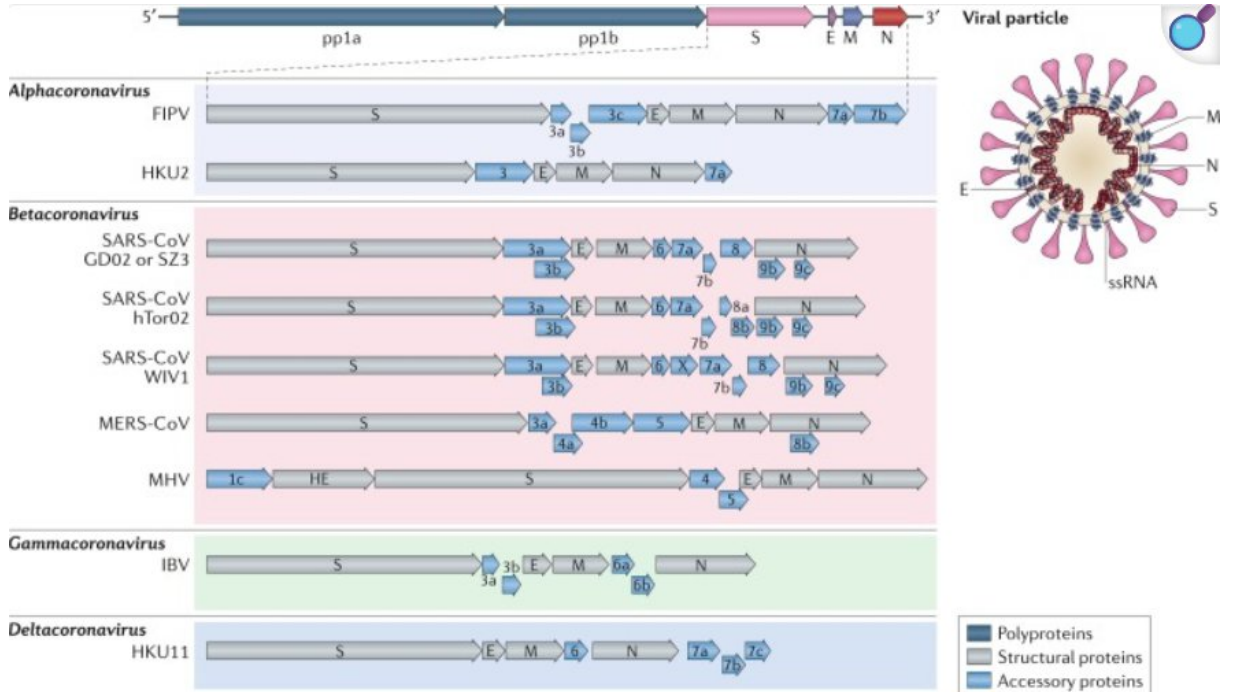 5′ pp1a pp1b S E M N 3′
Viral particle
Alphacoronavirus
FIPV S 3a 3b 3c E M N 7a 7b
HKU2 S 3 E M N 7a
Betacoronavirus
SARS-CoV
GD02 or SZ3 S 3a 3b E M 6 7a 7b 8 N 9b 9c
SARS-CoV
hTor02 S 3a 3b E M 6 7a 7b 8a 8b N 9b 9c
SARS-CoV
WIV1 S 3a 3b E M 6 X 7a 7b 8 N 9b 9c
MERS-CoV S 3a 4a 4b 5 E M N 8b
MHV 1c HE S 4 5 E M N
Gammacoronavirus
IBV S 3a 3b E M 6a 6b N
Deltacoronavirus
HKU11 S E M 6 N 7a 7b 7c
M
N
E
S
ssRNA
Polyproteins
Structural proteins
Accessory proteins